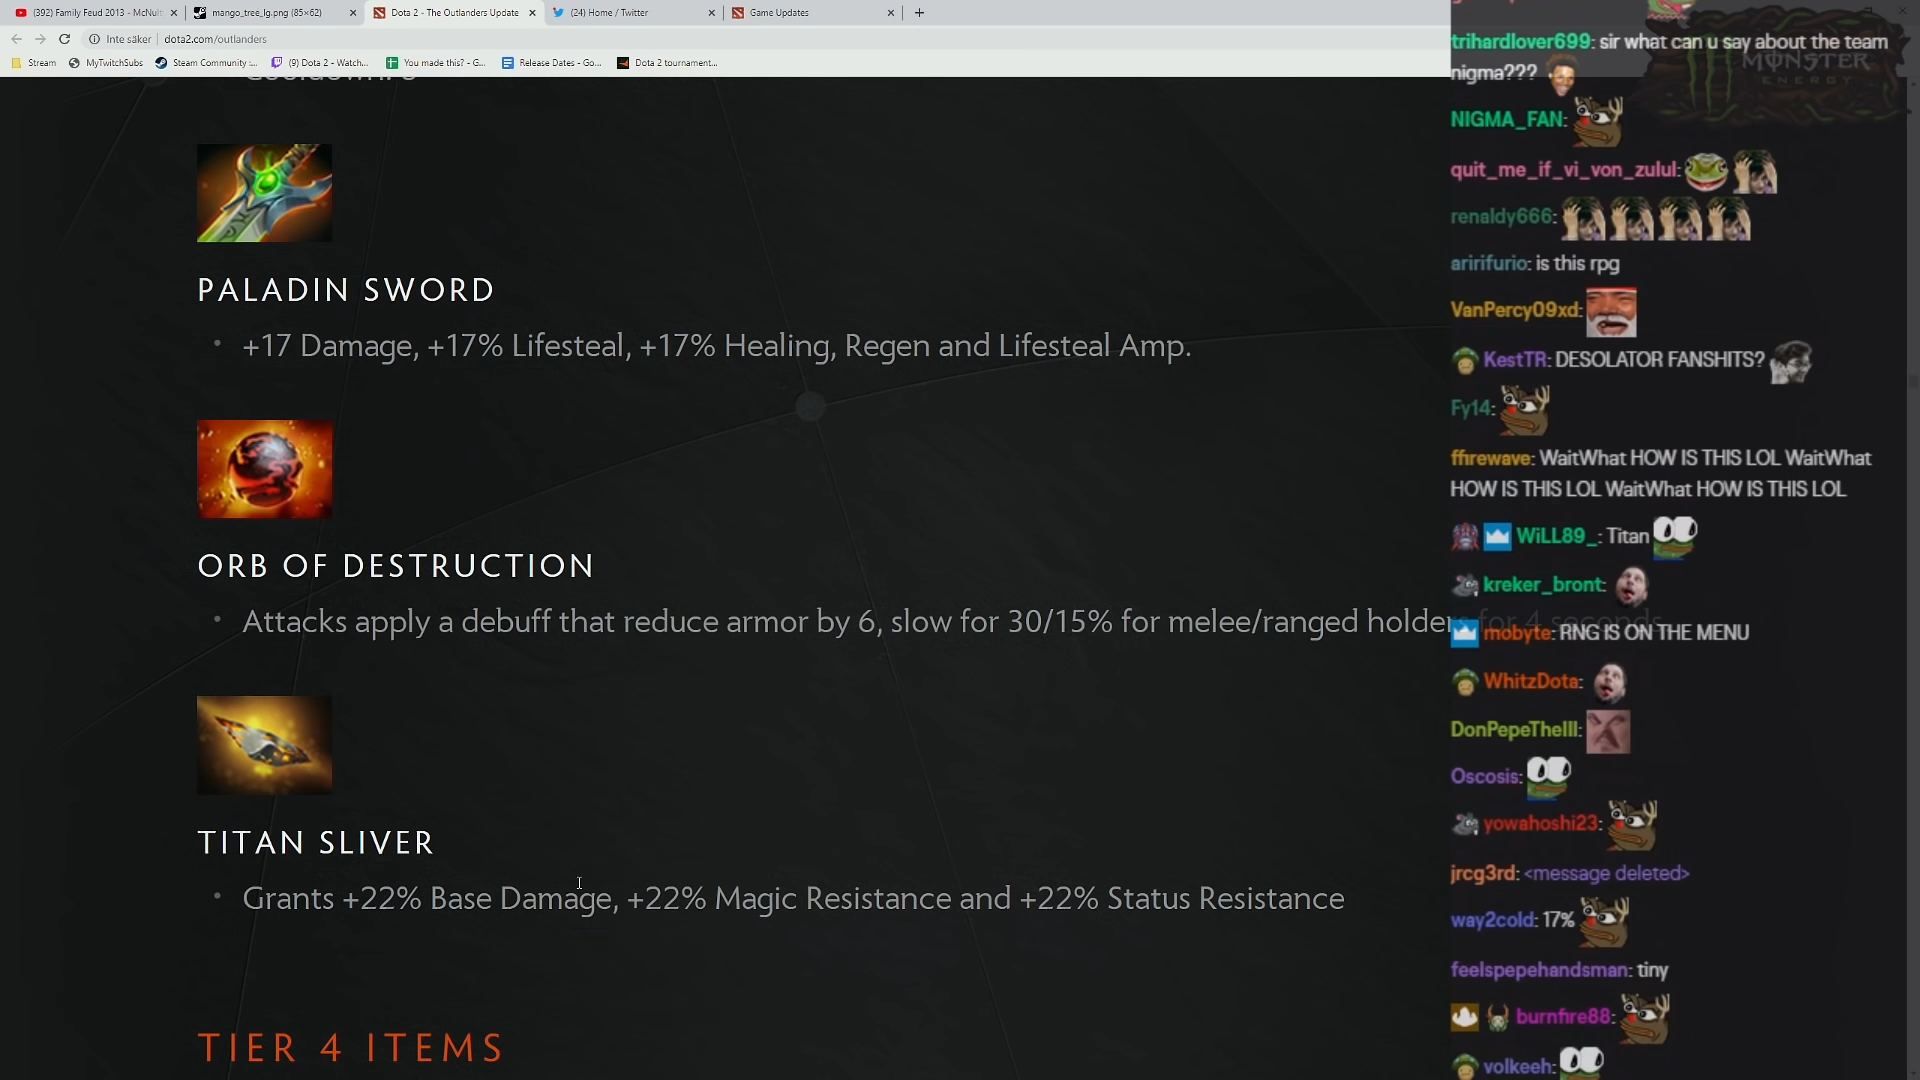 (392) Family Feud 2013 - McNult
mango_tree_lg.png (85×62)
Dota 2 - The Outlanders Update
(24) Home / Twitter
Game Updates
Inte säker
dota2.com/outlanders
Stream
MyTwitchSubs
Steam Community :...
(9) Dota 2 - Watch...
You made this? - G...
Release Dates - Go...
Dota 2 tournament...
PALADIN SWORD
• +17 Damage, +17% Lifesteal, +17% Healing, Regen and Lifesteal Amp.
ORB OF DESTRUCTION
• Attacks apply a debuff that reduce armor by 6, slow for 30/15% for melee/ranged holders for 4 seconds
TITAN SLIVER
• Grants +22% Base Damage, +22% Magic Resistance and +22% Status Resistance
TIER 4 ITEMS
MONSTER
ENERGY
trihardlover699: sir what can u say about the team
nigma???
NIGMA_FAN:
quit_me_if_vi_von_zulul:
renaldy666:
aririfurio: is this rpg
VanPercy09xd:
KestTR: DESOLATOR FANSHITS?
Fy14:
ffirewave: WaitWhat HOW IS THIS LOL WaitWhat
HOW IS THIS LOL WaitWhat HOW IS THIS LOL
WiLL89_: Titan
kreker_bront:
mobyte: RNG IS ON THE MENU
WhitzDota:
DonPepeTheIII:
Oscosis:
yowahoshi23:
jrcg3rd: <message deleted>
way2cold: 17%
feelspepehandsman: tiny
burnfire88:
volkeeh: